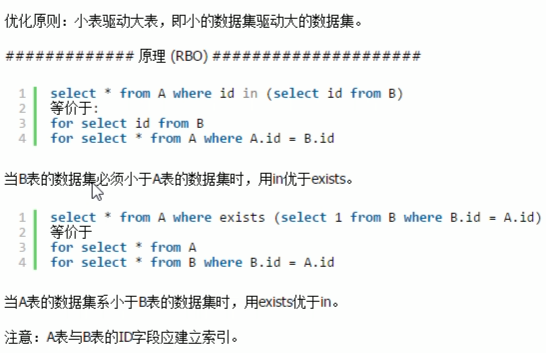 优化原则：小表驱动大表，即小的数据集驱动大的数据集。
############# 原理 (RBO) #####################
1 select * from A where id in (select id from B)
2 等价于:
3 for select id from B
4 for select * from A where A.id = B.id
当B表的数据集必须小于A表的数据集时，用in优于exists。
1 select * from A where exists (select 1 from B where B.id = A.id)
2 等价于
3 for select * from A
4 for select * from B where B.id = A.id
当A表的数据集系小于B表的数据集时，用exists优于in。
注意：A表与B表的ID字段应建立索引。